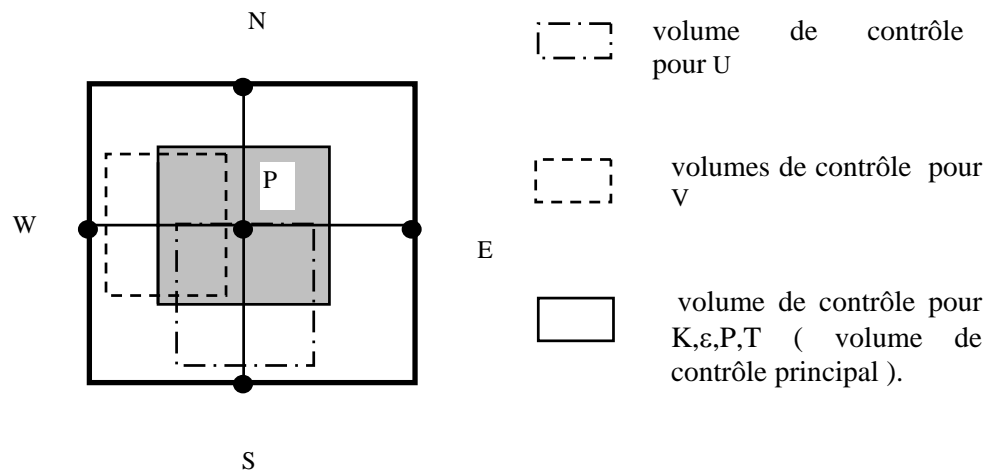 N
volume de contrôle
pour U
P
volumes de contrôle pour
V
W
E
volume de contrôle pour
K,ε,P,T ( volume de
contrôle principal ).
S